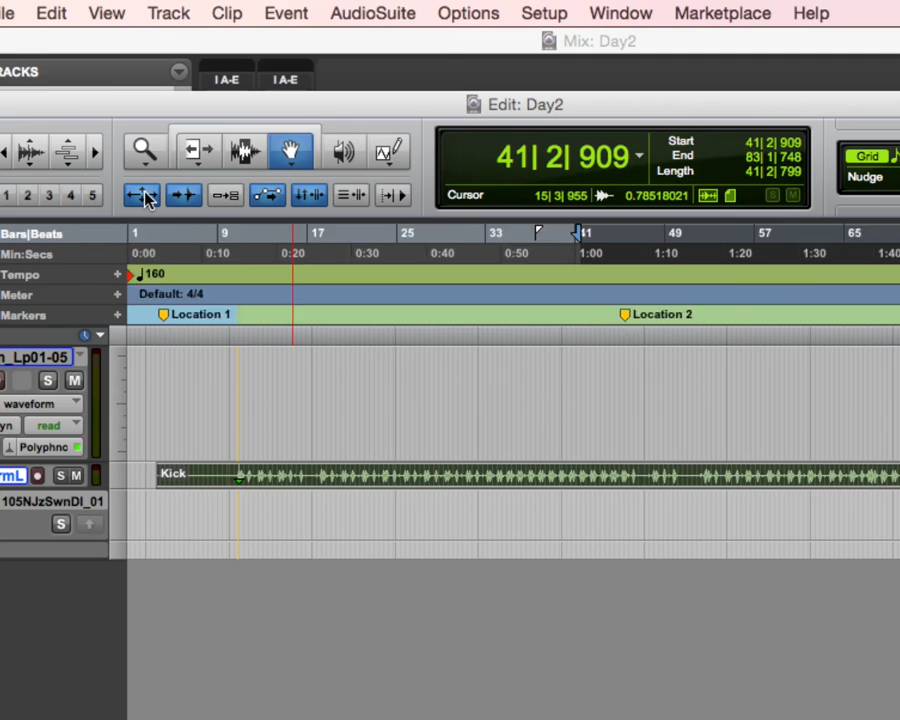 ile Edit View Track Clip Event AudioSuite Options Setup Window Marketplace Help
Mix: Day2
RACKS
I A-E I A-E
Edit: Day2
41| 2| 909
Start 41| 2| 909
End 83| 1| 748
Length 41| 2| 799
Grid
Nudge
1 2 3 4 5
Cursor 15| 3| 955 0.78518021 S M
Bars|Beats 1 9 17 25 33 41 49 57 65
Min:Secs 0:00 0:10 0:20 0:30 0:40 0:50 1:00 1:10 1:20 1:30 1:40
Tempo + 160
Meter + Default: 4/4
Markers + Location 1 Location 2
n_Lp01-05
S M
waveform
yn read
Polyphnc
rmL S M Kick
105NJzSwnDl_01
S